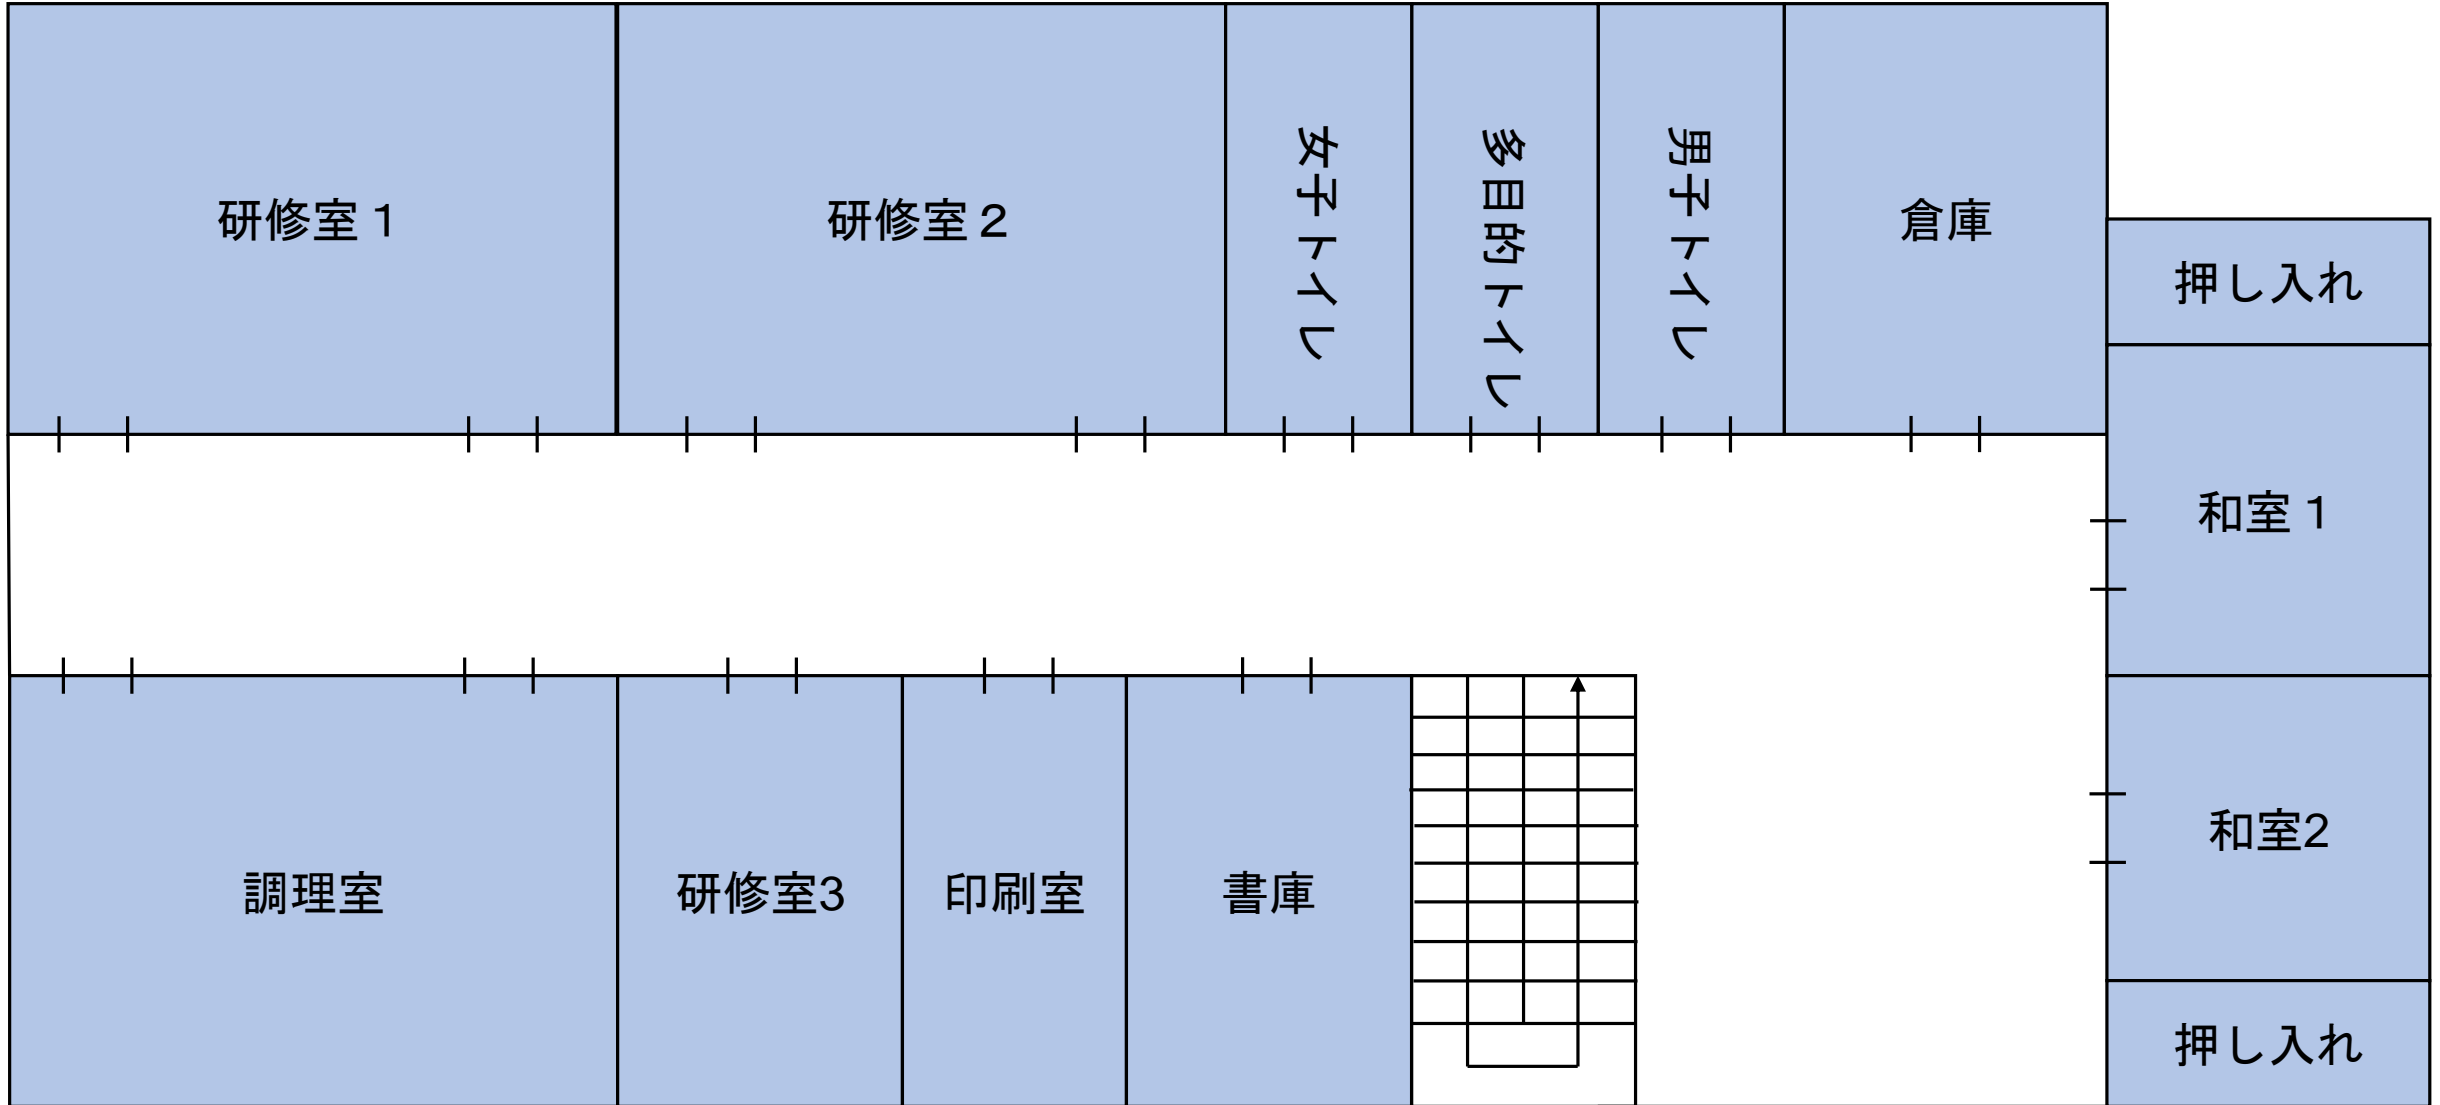 研修室１
研修室２
女子トイレ
多目的トイレ
男子トイレ
倉庫
押し入れ
和室１
和室2
調理室
研修室3
印刷室
書庫
押し入れ